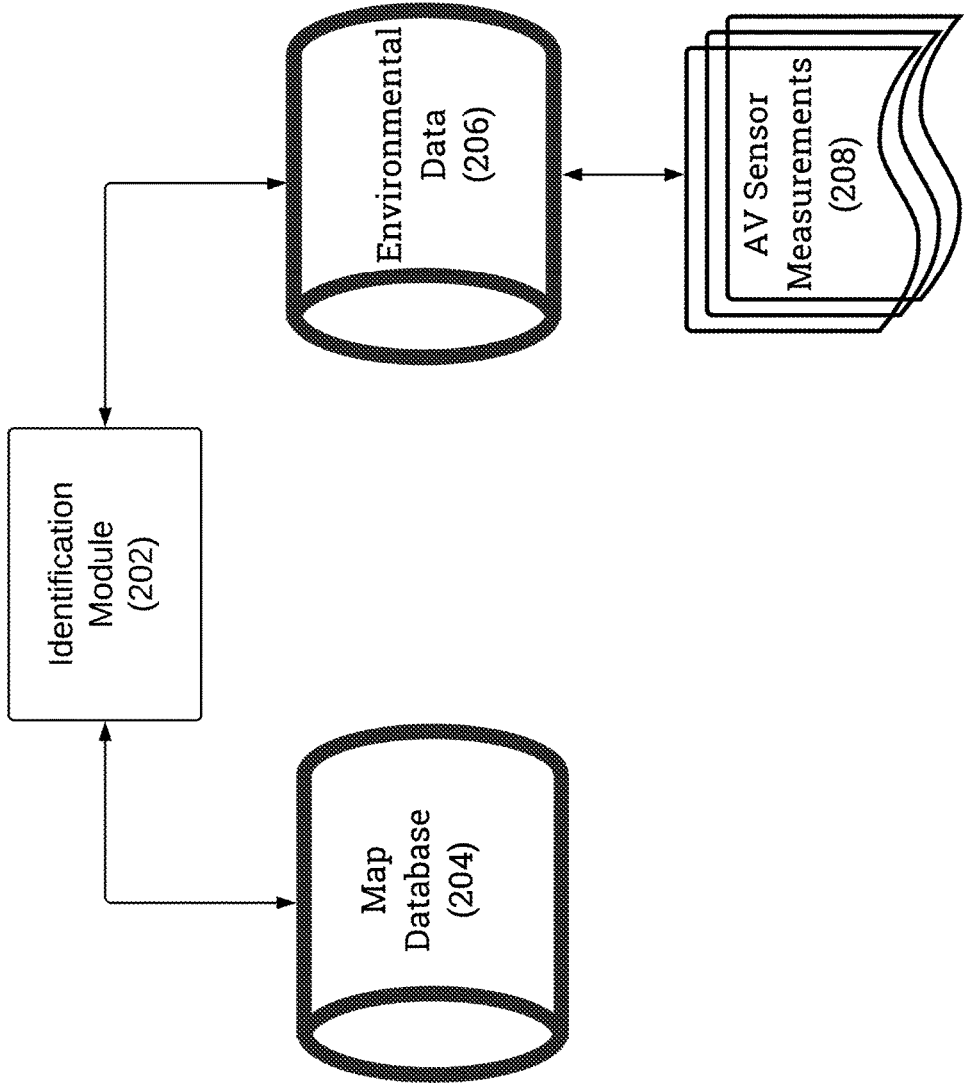 Identification
Module
(202)
Map
Database
(204)
Environmental
Data
(206)
AV Sensor
Measurements
(208)